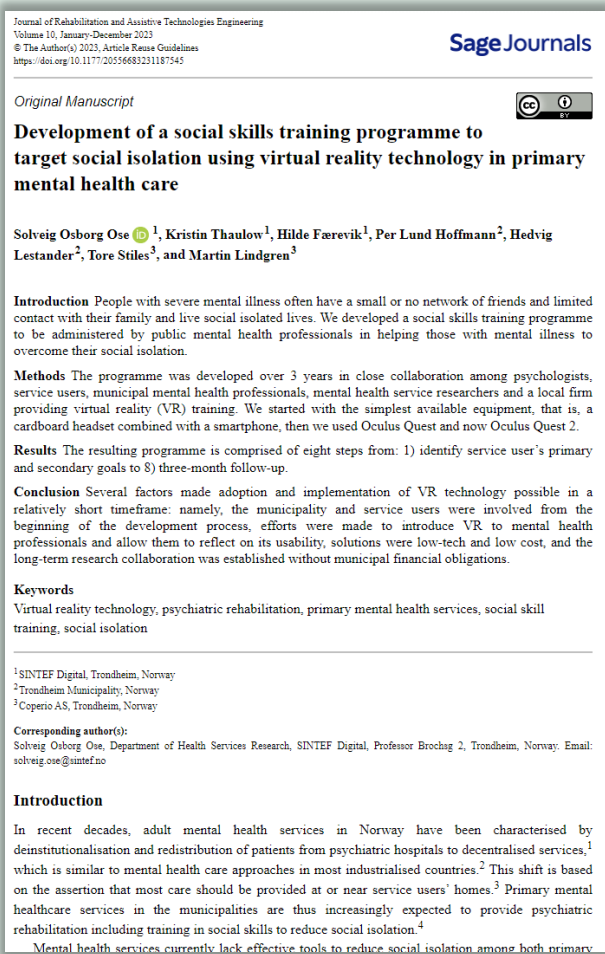 Journal of Rehabilitation and Assistive Technologies Engineering
Volume 10, January-December 2023
© The Author(s) 2023, Article Reuse Guidelines
https://doi.org/10.1177/20556683231187545
Sage Journals
Original Manuscript
cc BY
Development of a social skills training programme to
target social isolation using virtual reality technology in primary
mental health care
Solveig Osborg Ose iD 1, Kristin Thaulow1, Hilde Færevik1, Per Lund Hoffmann2, Hedvig
Lestander2, Tore Stiles3, and Martin Lindgren3
Introduction People with severe mental illness often have a small or no network of friends and limited
contact with their family and live social isolated lives. We developed a social skills training programme
to be administered by public mental health professionals in helping those with mental illness to
overcome their social isolation.
Methods The programme was developed over 3 years in close collaboration among psychologists,
service users, municipal mental health professionals, mental health service researchers and a local firm
providing virtual reality (VR) training. We started with the simplest available equipment, that is, a
cardboard headset combined with a smartphone, then we used Oculus Quest and now Oculus Quest 2.
Results The resulting programme is comprised of eight steps from: 1) identify service user's primary
and secondary goals to 8) three-month follow-up.
Conclusion Several factors made adoption and implementation of VR technology possible in a
relatively short timeframe: namely, the municipality and service users were involved from the
beginning of the development process, efforts were made to introduce VR to mental health
professionals and allow them to reflect on its usability, solutions were low-tech and low cost, and the
long-term research collaboration was established without municipal financial obligations.
Keywords
Virtual reality technology, psychiatric rehabilitation, primary mental health services, social skill
training, social isolation
1SINTEF Digital, Trondheim, Norway
2Trondheim Municipality, Norway
3Coperio AS, Trondheim, Norway
Corresponding author(s):
Solveig Osborg Ose, Department of Health Services Research, SINTEF Digital, Professor Brochsg 2, Trondheim, Norway. Email:
solveig.ose@sintef.no
Introduction
In recent decades, adult mental health services in Norway have been characterised by
deinstitutionalisation and redistribution of patients from psychiatric hospitals to decentralised services,1
which is similar to mental health care approaches in most industrialised countries.2 This shift is based
on the assertion that most care should be provided at or near service users' homes.3 Primary mental
healthcare services in the municipalities are thus increasingly expected to provide psychiatric
rehabilitation including training in social skills to reduce social isolation.4
Mental health services currently lack effective tools to reduce social isolation among both primary